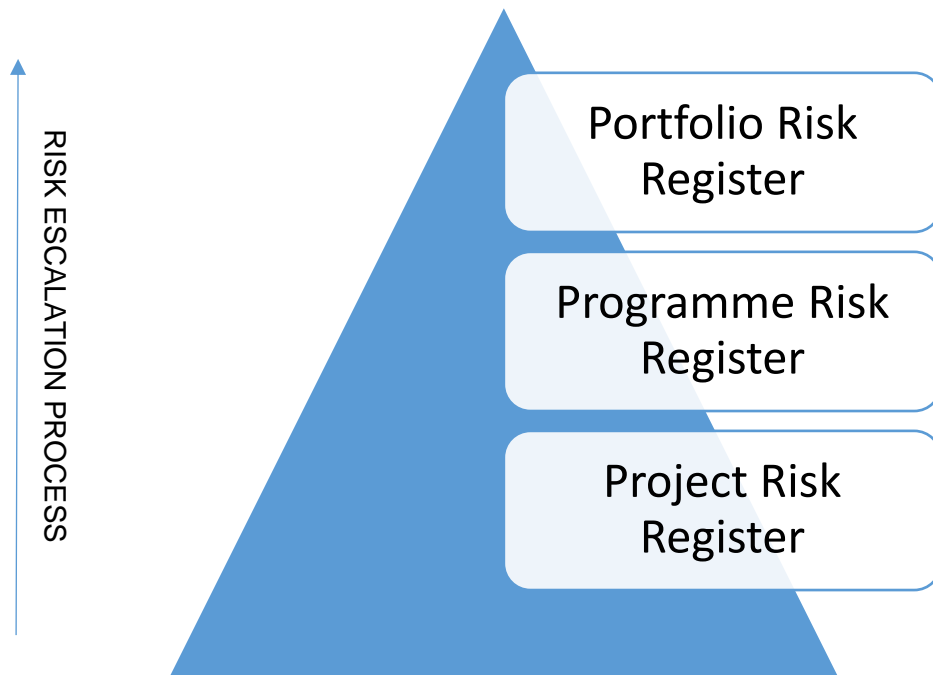 RISK ESCALATION PROCESS
Portfolio Risk
Register
Programme Risk
Register
Project Risk
Register